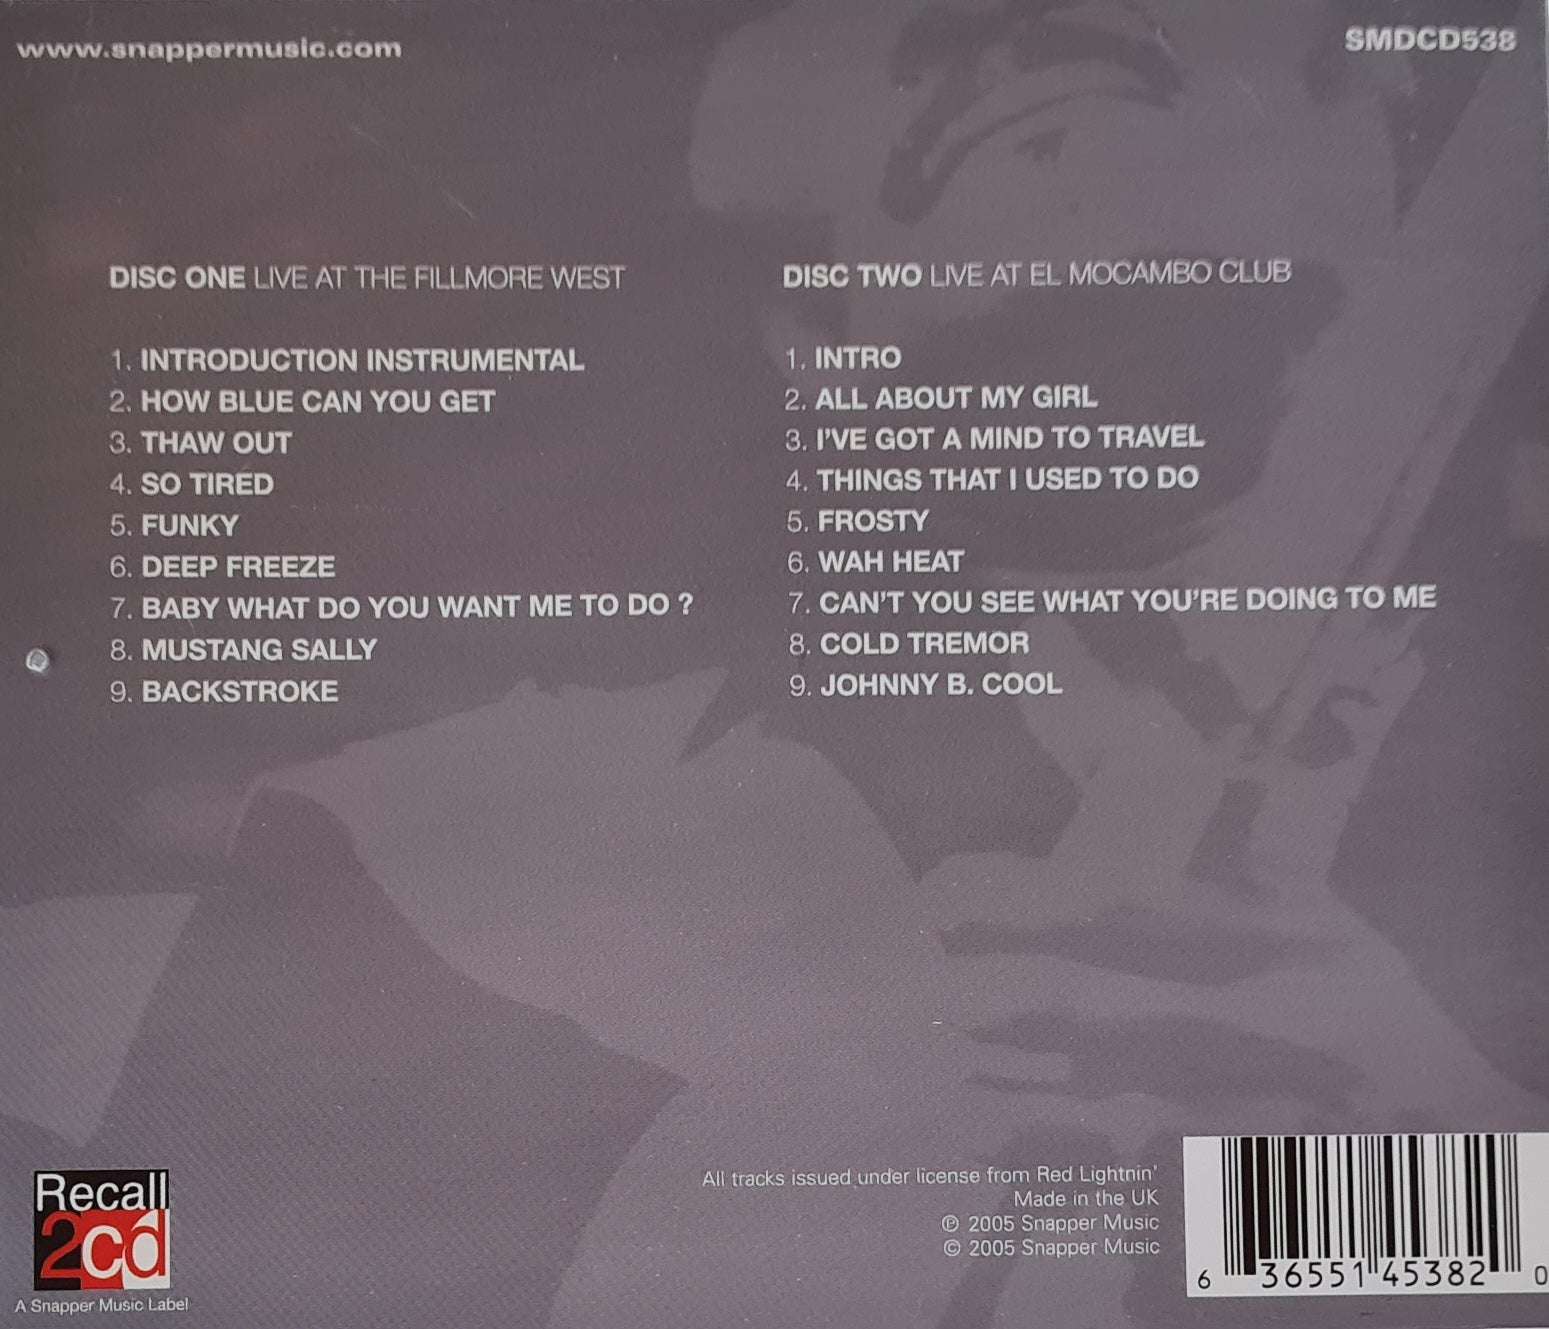 www.snappermusic.com
SMDCD538
DISC ONE LIVE AT THE FILLMORE WEST
1. INTRODUCTION INSTRUMENTAL
2. HOW BLUE CAN YOU GET
3. THAW OUT
4. SO TIRED
5. FUNKY
6. DEEP FREEZE
7. BABY WHAT DO YOU WANT ME TO DO ?
8. MUSTANG SALLY
9. BACKSTROKE
DISC TWO LIVE AT EL MOCAMBO CLUB
1. INTRO
2. ALL ABOUT MY GIRL
3. I'VE GOT A MIND TO TRAVEL
4. THINGS THAT I USED TO DO
5. FROSTY
6. WAH HEAT
7. CAN'T YOU SEE WHAT YOU'RE DOING TO ME
8. COLD TREMOR
9. JOHNNY B. COOL
Recall
2cd
A Snapper Music Label
All tracks issued under license from Red Lightnin'
Made in the UK
℗ 2005 Snapper Music
© 2005 Snapper Music
6 36551 45382 0